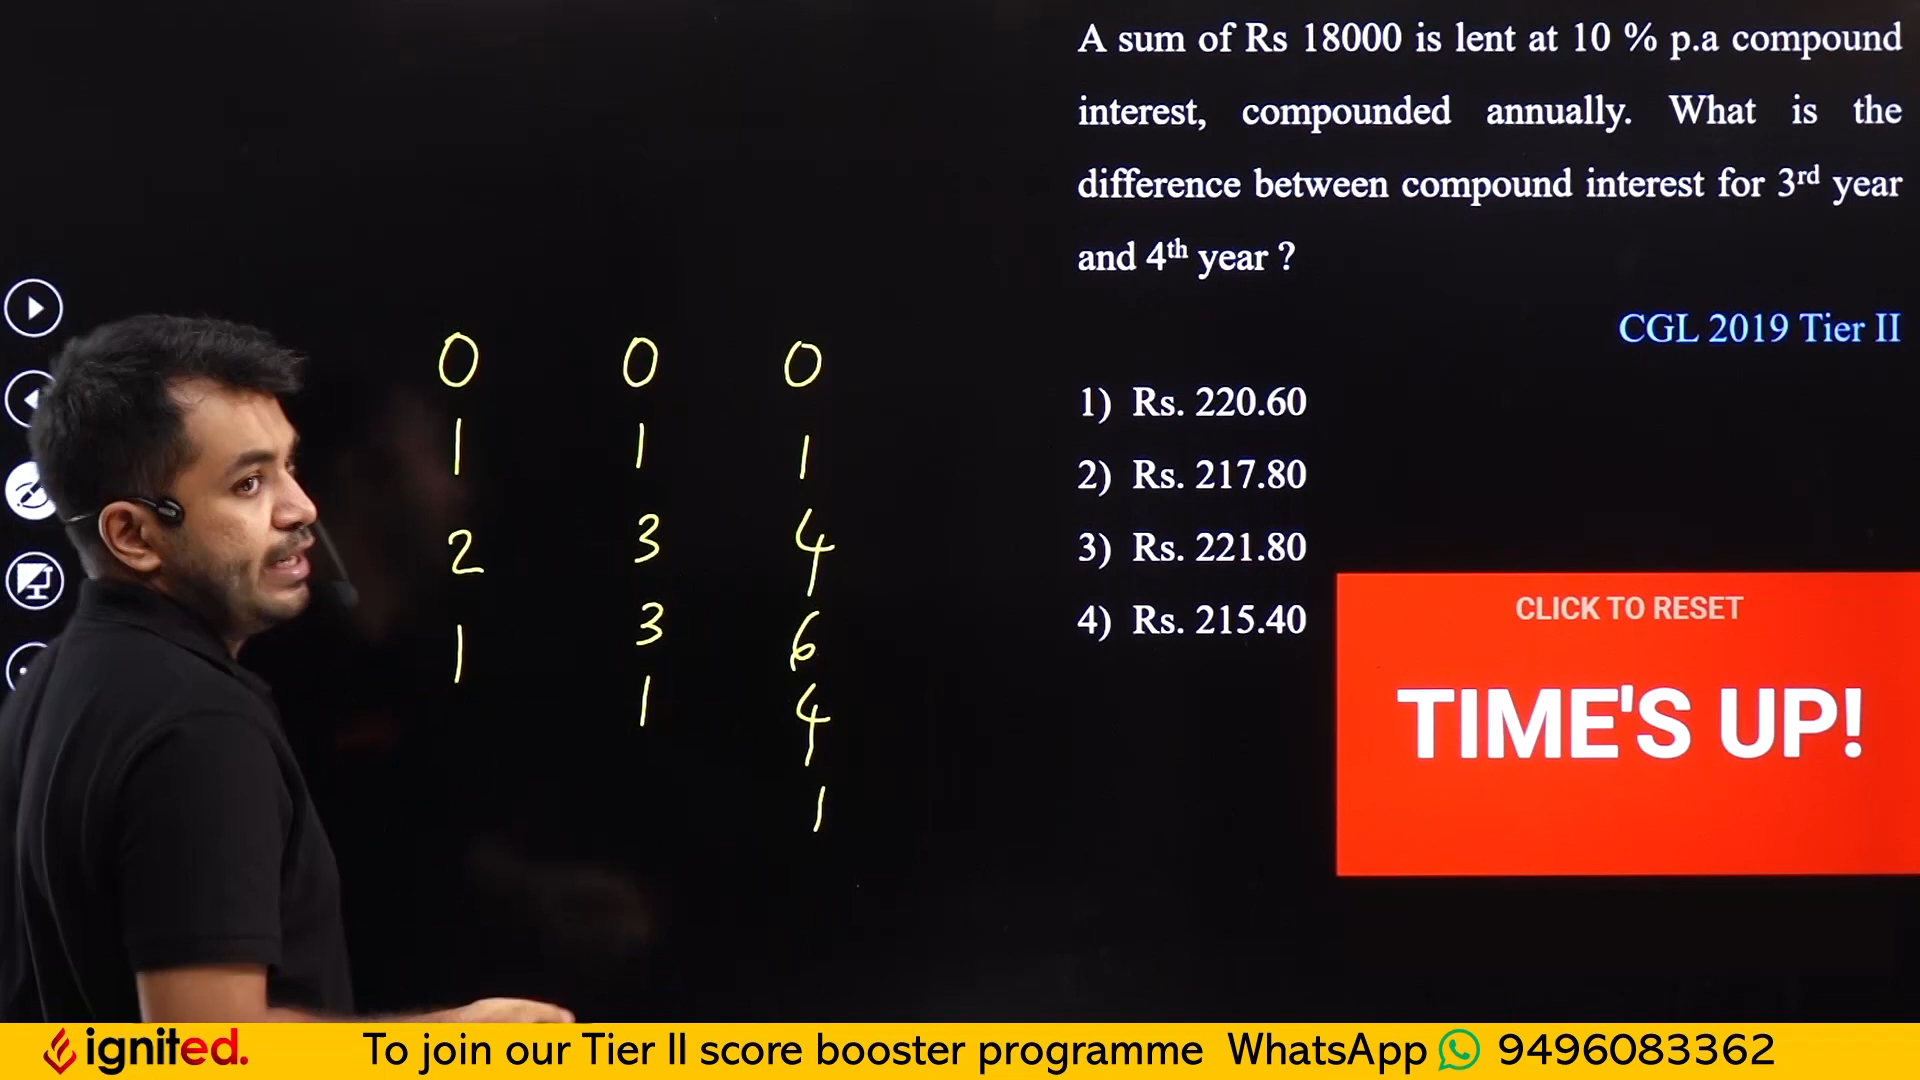 A sum of Rs 18000 is lent at 10 % p.a compound
interest, compounded annually. What is the
difference between compound interest for 3rd year
and 4th year ?
CGL 2019 Tier II
1) Rs. 220.60
2) Rs. 217.80
3) Rs. 221.80
4) Rs. 215.40
0 0 0
1 1 1
2 3 4
1 3 6
1 4
1
CLICK TO RESET
TIME'S UP!
ignited. To join our Tier II score booster programme WhatsApp 9496083362